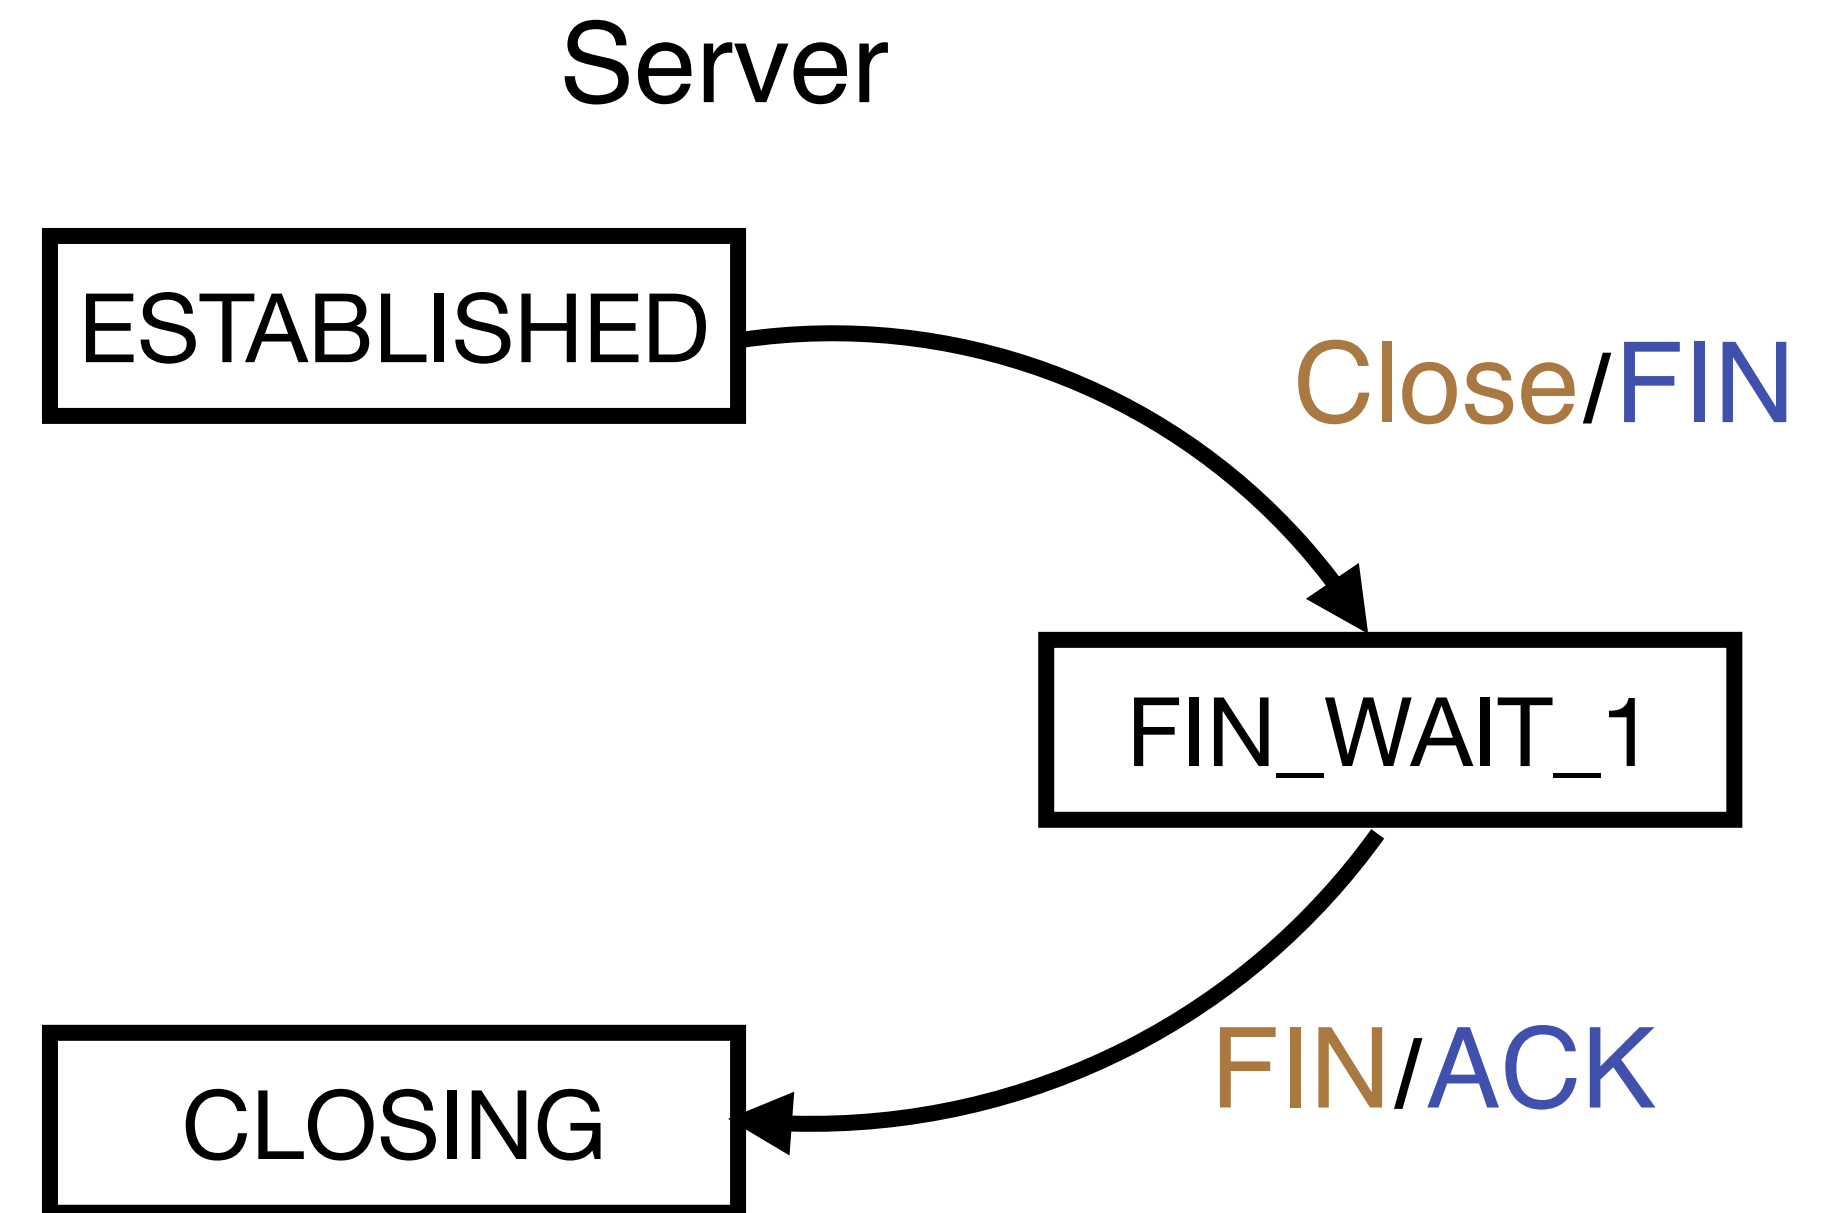 Server
ESTABLISHED
Close/FIN
FIN_WAIT_1
FIN/ACK
CLOSING